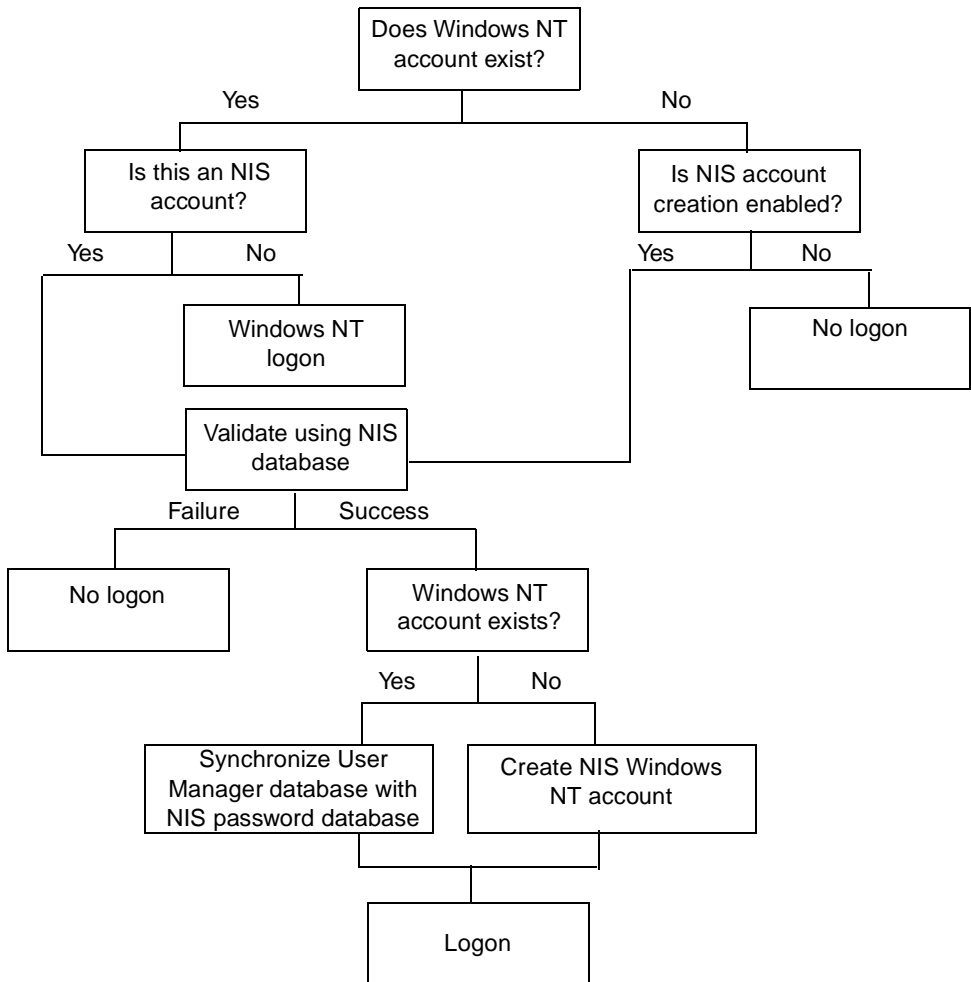 Does Windows NT
account exist?
Yes
No
Is this an NIS
account?
Is NIS account
creation enabled?
Yes
No
Yes
No
Windows NT
logon
No logon
Validate using NIS
database
Failure
Success
No logon
Windows NT
account exists?
Yes
No
Synchronize User
Manager database with
NIS password database
Create NIS Windows
NT account
Logon